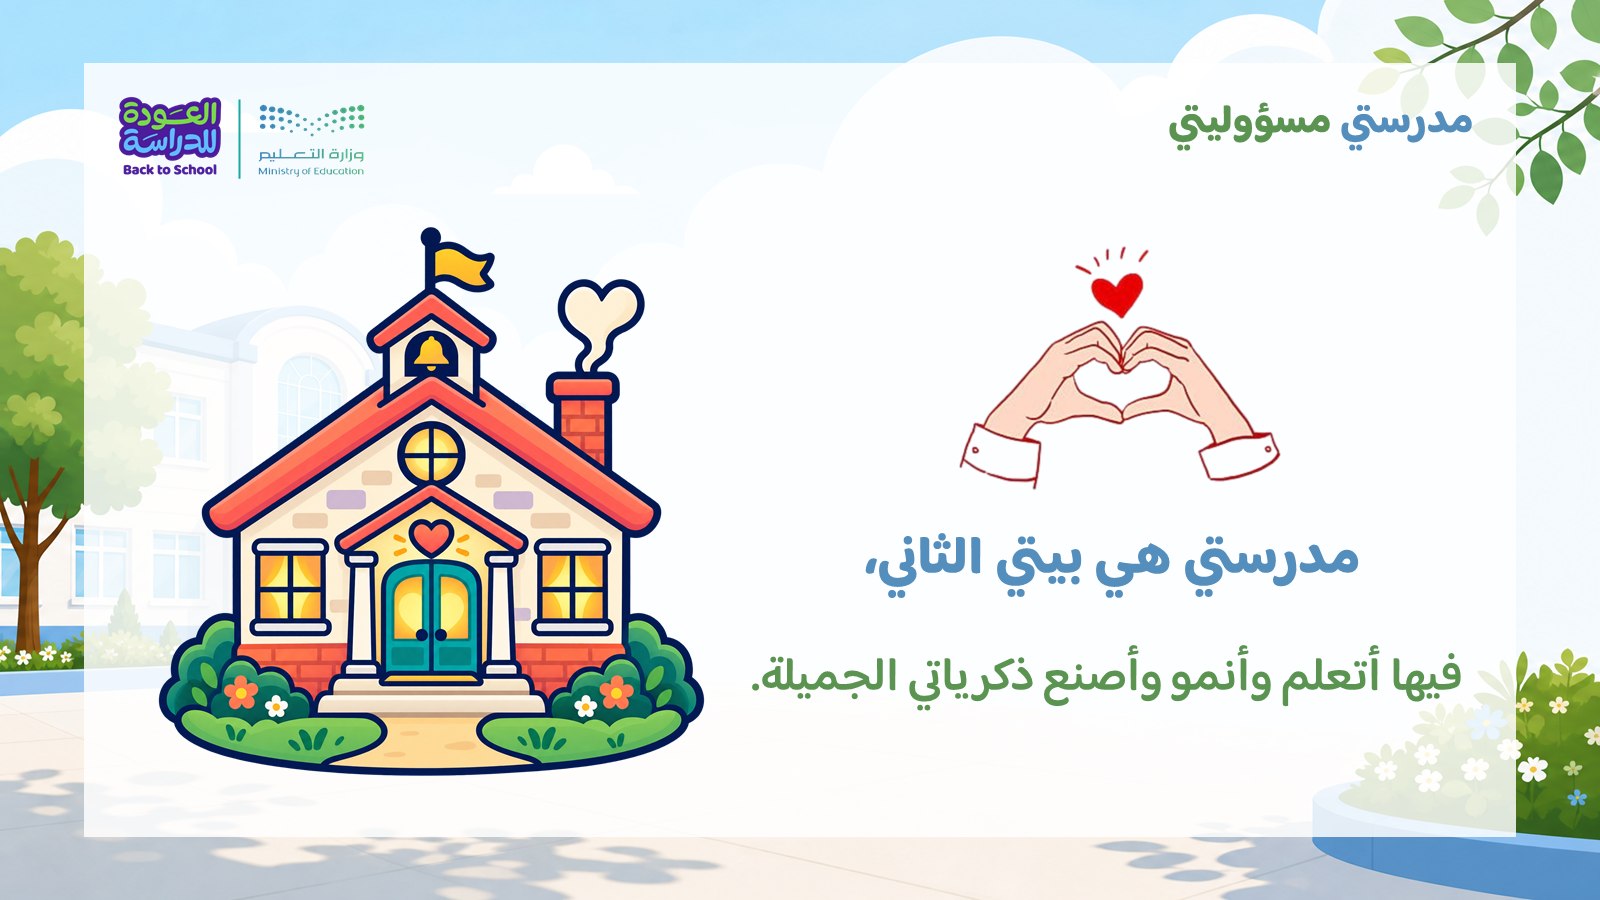 مدرستي مسؤوليتي
العودة
للدراسة
Back to School
وزارة التعليم
Ministry of Education
مدرستي هي بيتي الثاني،
فيها أتعلم وأنمو وأصنع ذكرياتي الجميلة.